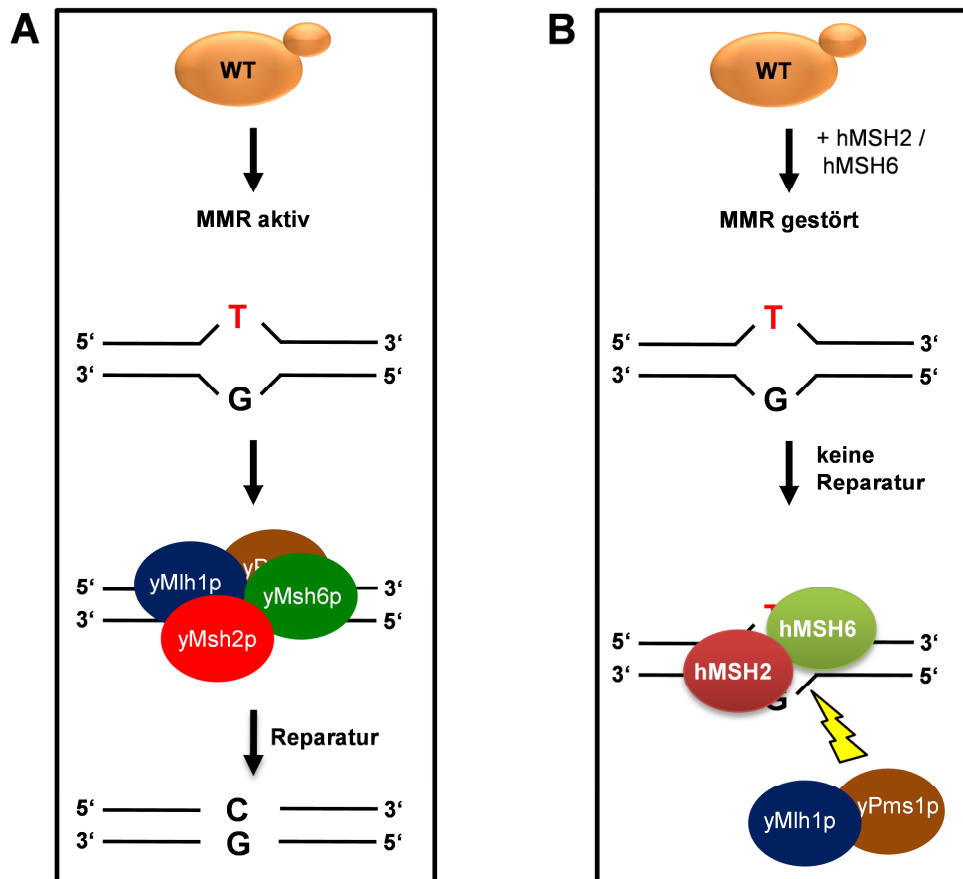 A
WT
MMR aktiv
T
5‘ 3‘
3‘ 5‘
G
yMlh1p
yMsh6p
5‘ 3‘
3‘ 5‘
yMsh2p
Reparatur
5‘ C 3‘
3‘ G 5‘
B
WT
+ hMSH2 /
hMSH6
MMR gestört
T
5‘ 3‘
3‘ 5‘
G
keine
Reparatur
hMSH6
5‘ 3‘
3‘ hMSH2 5‘
G
yMlh1p yPms1p